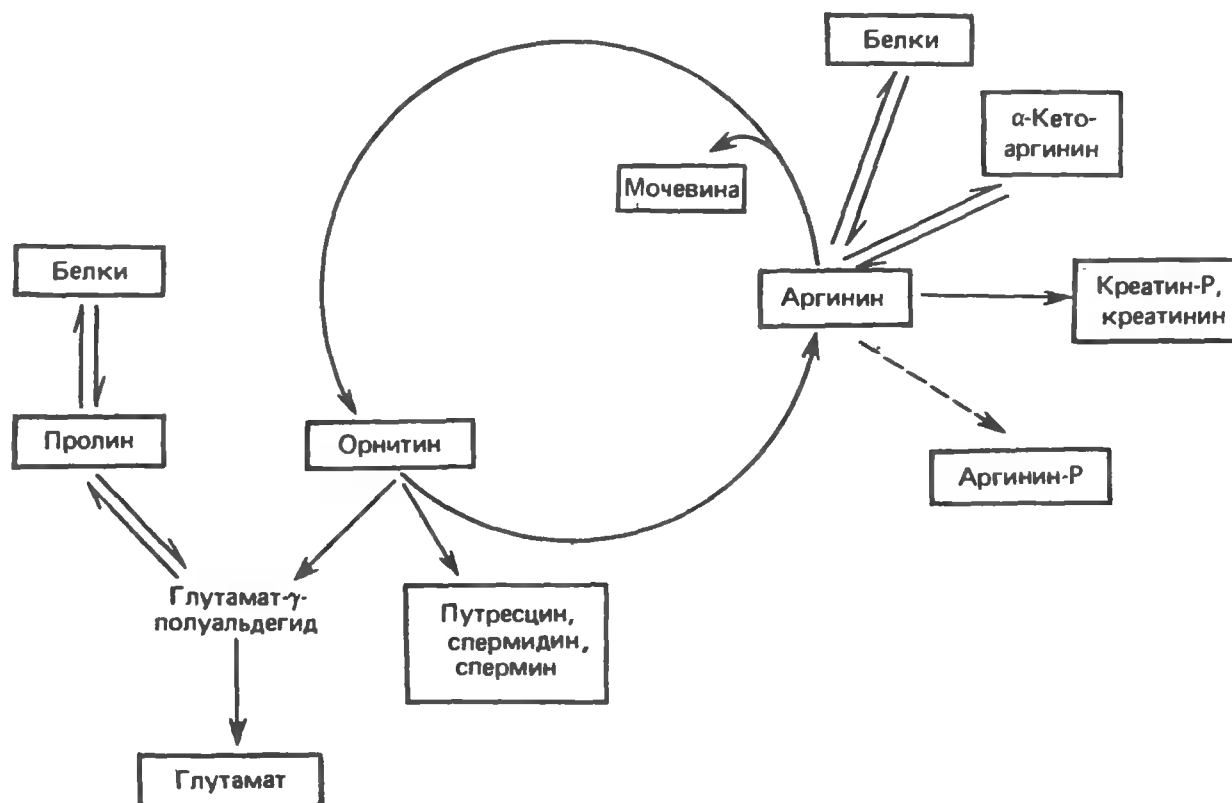 Белки
α-Кето-
аргинин
Мочевина
Белки
Аргинин
Креатин-Р,
креатинин
Пролин
Орнитин
Аргинин-Р
Глутамат-γ-
полуальдегид
Путресцин,
спермидин,
спермин
Глутамат